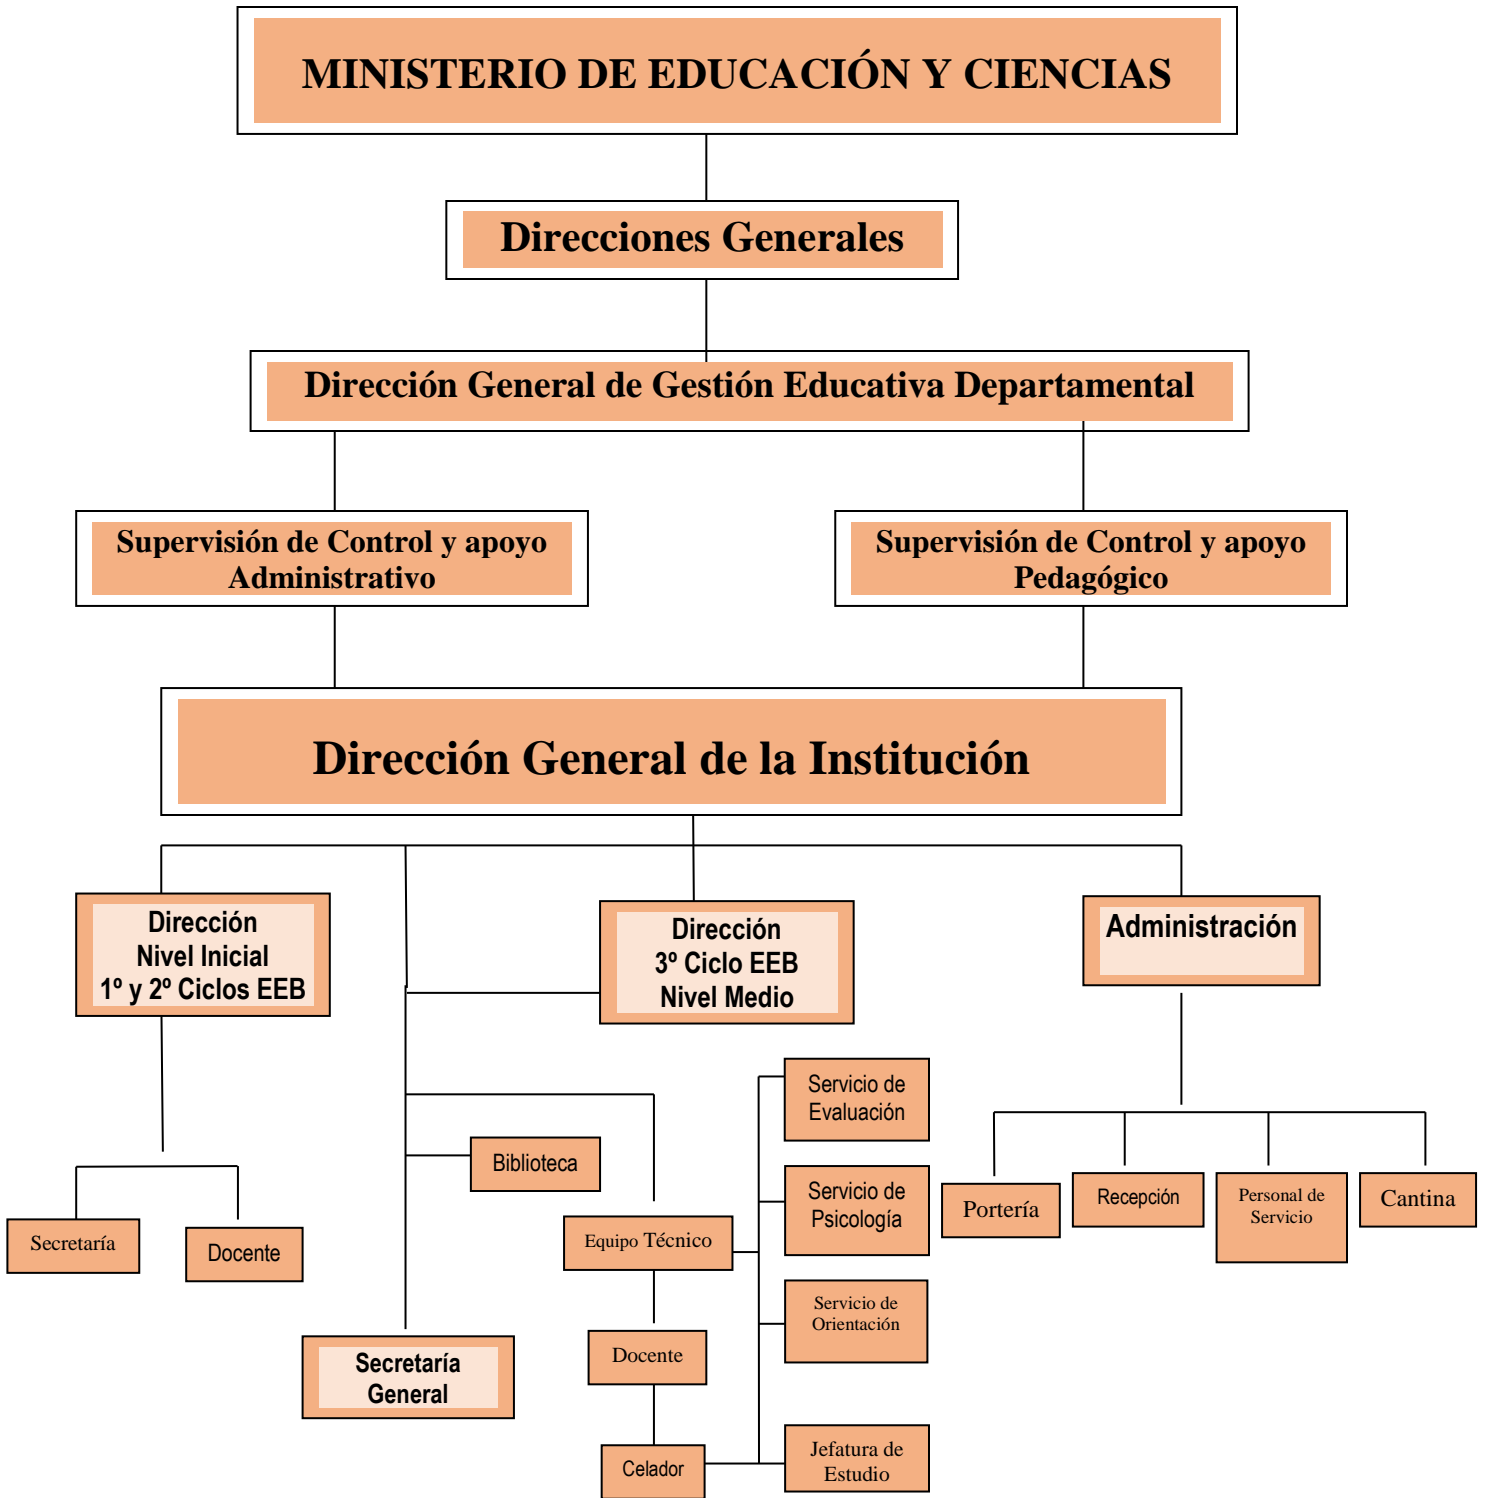 MINISTERIO DE EDUCACIÓN Y CIENCIAS
Direcciones Generales
Dirección General de Gestión Educativa Departamental
Supervisión de Control y apoyo
Administrativo
Supervisión de Control y apoyo
Pedagógico
Dirección General de la Institución
Dirección
Nivel Inicial
1º y 2º Ciclos EEB
Dirección
3º Ciclo EEB
Nivel Medio
Administración
Servicio de
Evaluación
Biblioteca
Servicio de
Psicología
Portería
Recepción
Personal de
Servicio
Cantina
Secretaría
Docente
Equipo Técnico
Servicio de
Orientación
Secretaría
General
Docente
Celador
Jefatura de
Estudio